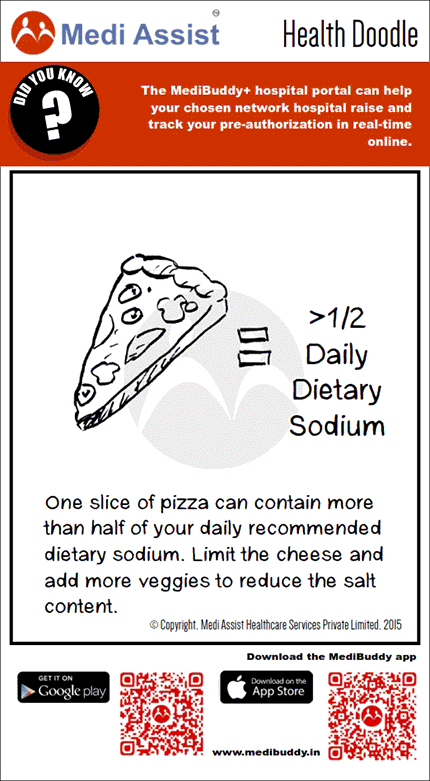 Medi Assist
Health Doodle
DID YOU KNOW
?
The MediBuddy+ hospital portal can help
your chosen network hospital raise and
track your pre-authorization in real-time
online.
>1/2
Daily
Dietary
Sodium
One slice of pizza can contain more
than half of your daily recommended
dietary sodium. Limit the cheese and
add more veggies to reduce the salt
content.
© Copyright. Medi Assist Healthcare Services Private Limited. 2015
Download the MediBuddy app
GET IT ON
Google play
Download on the
App Store
www.medibuddy.in